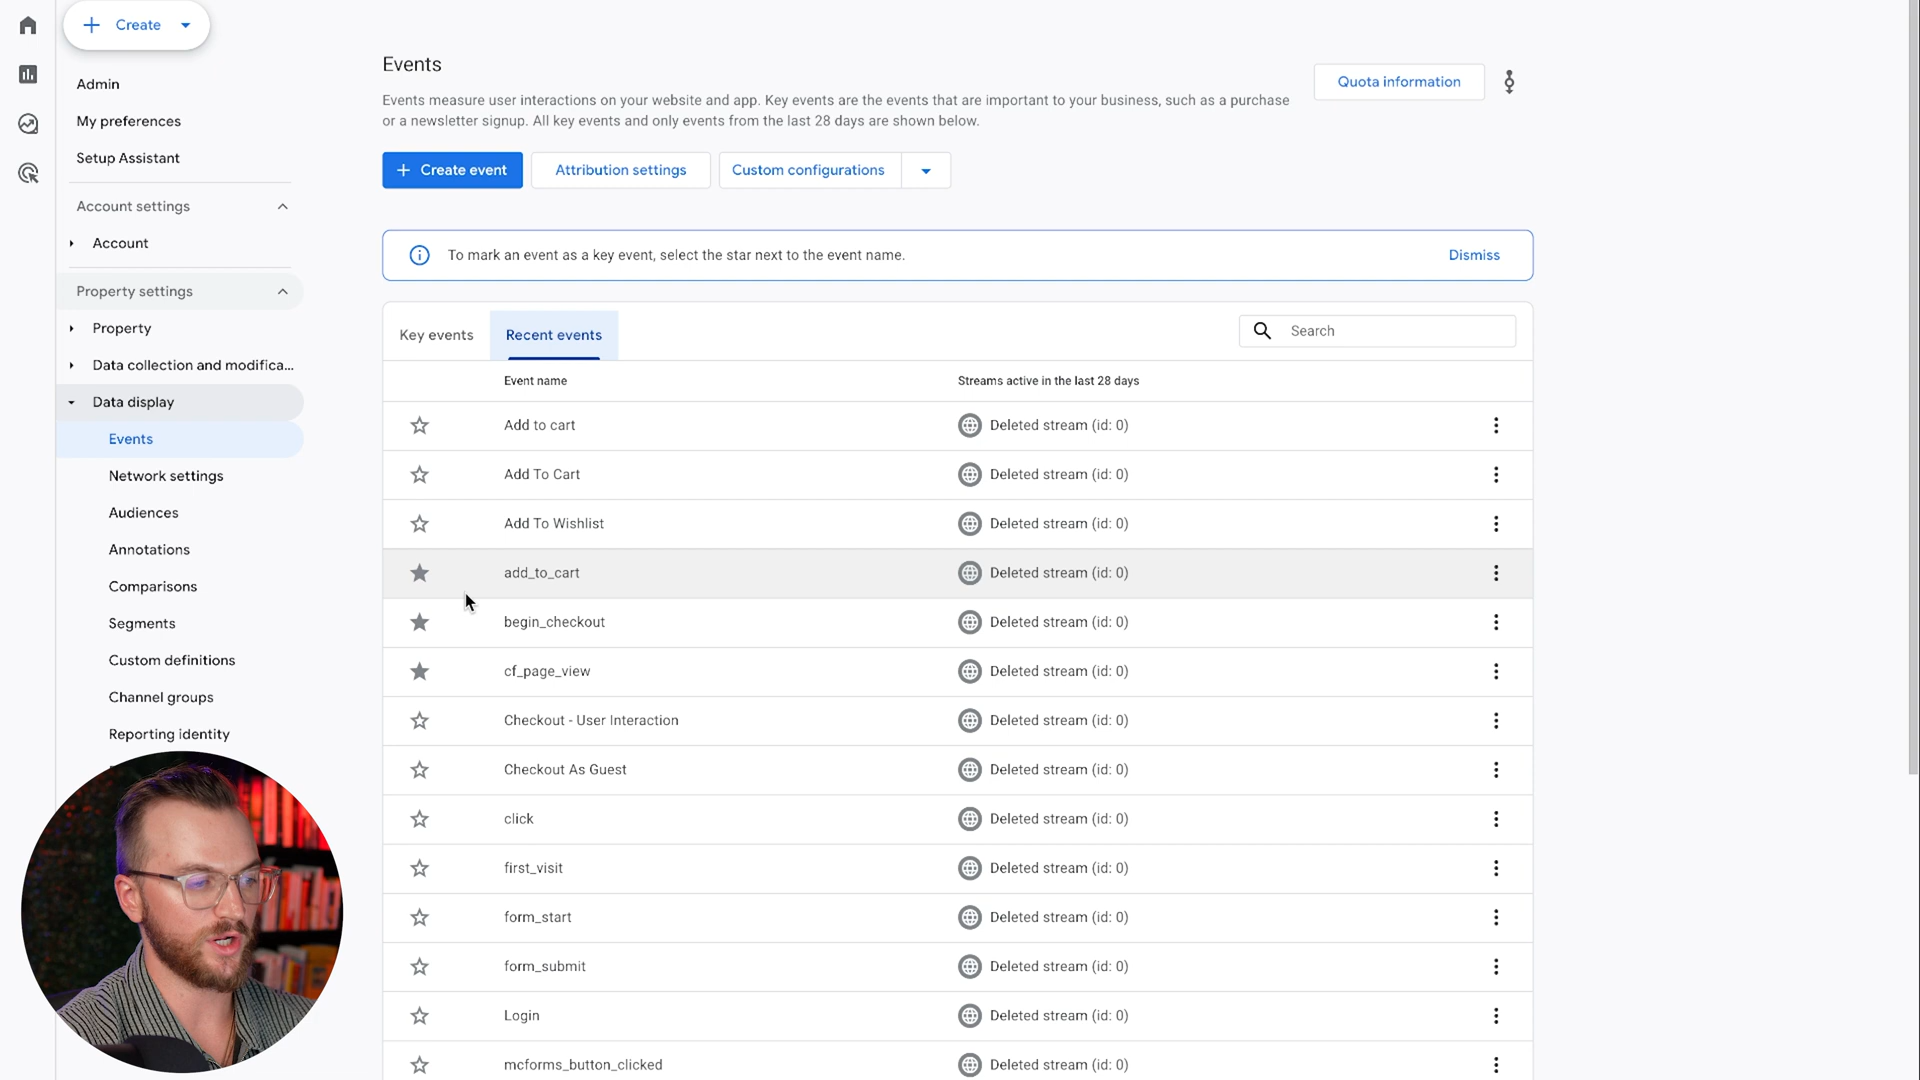 Create
Admin
My preferences
Setup Assistant
Account settings
Account
Property settings
Property
Data collection and modifica...
Data display
Events
Network settings
Audiences
Annotations
Comparisons
Segments
Custom definitions
Channel groups
Reporting identity
Events
Events measure user interactions on your website and app. Key events are the events that are important to your business, such as a purchase
or a newsletter signup. All key events and only events from the last 28 days are shown below.
Quota information
Create event
Attribution settings
Custom configurations
To mark an event as a key event, select the star next to the event name.
Dismiss
Key events
Recent events
Search
Event name
Streams active in the last 28 days
Add to cart
Deleted stream (id: 0)
Add To Cart
Deleted stream (id: 0)
Add To Wishlist
Deleted stream (id: 0)
add_to_cart
Deleted stream (id: 0)
begin_checkout
Deleted stream (id: 0)
cf_page_view
Deleted stream (id: 0)
Checkout - User Interaction
Deleted stream (id: 0)
Checkout As Guest
Deleted stream (id: 0)
click
Deleted stream (id: 0)
first_visit
Deleted stream (id: 0)
form_start
Deleted stream (id: 0)
form_submit
Deleted stream (id: 0)
Login
Deleted stream (id: 0)
mcforms_button_clicked
Deleted stream (id: 0)